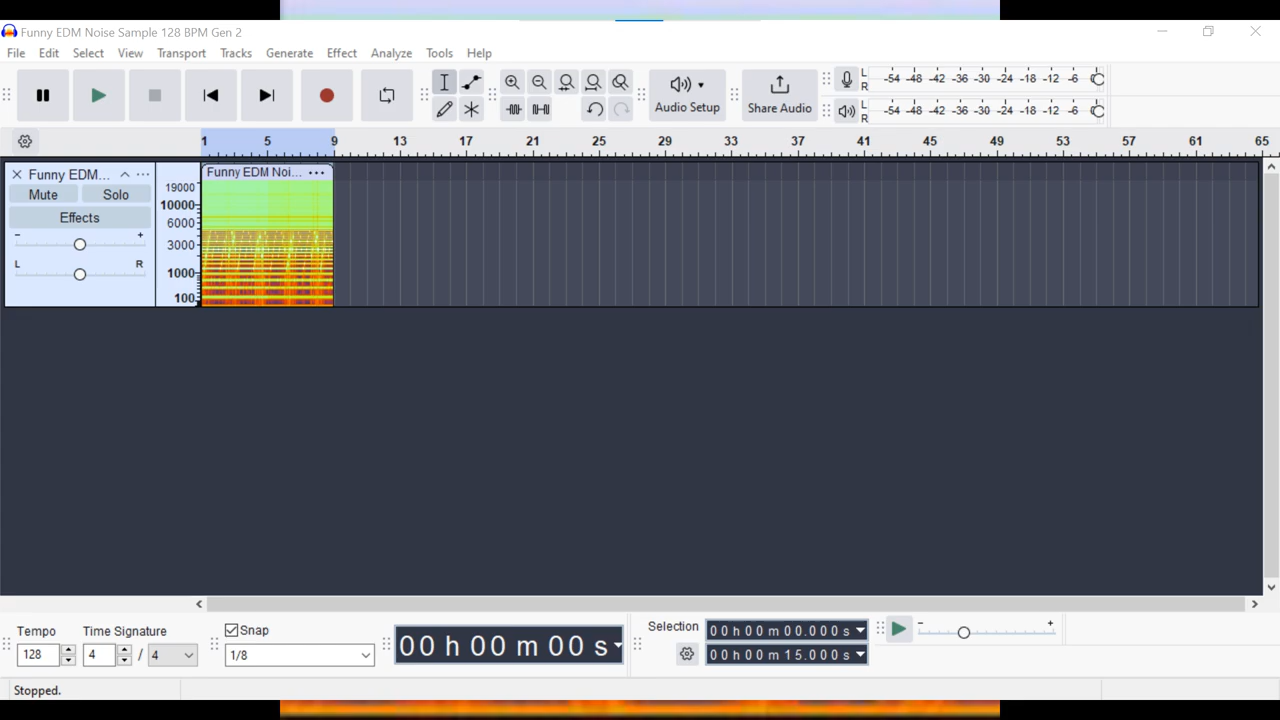 Funny EDM Noise Sample 128 BPM Gen 2
File Edit Select View Transport Tracks Generate Effect Analyze Tools Help
Audio Setup
Share Audio
L
R
-54 -48 -42 -36 -30 -24 -18 -12 -6 0
L
R
-54 -48 -42 -36 -30 -24 -18 -12 -6 0
1 5 9 13 17 21 25 29 33 37 41 45 49 53 57 61 65
Funny EDM...
Mute Solo
Effects
- +
L R
19000
10000
6000
3000
1000
100
Funny EDM Noi...
Tempo
128
Time Signature
4 / 4
Snap
1/8
00 h 00 m 00 s
Selection
00 h 00 m 00.000 s
00 h 00 m 15.000 s
- +
Stopped.